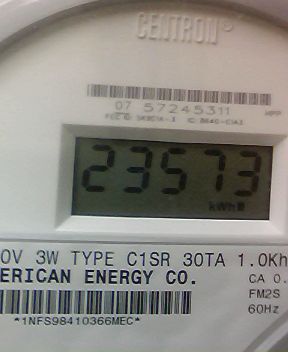 CENTRON®
07 57245311
23573
kWh
0V 3W TYPE C1SR 30TA 1.0Kh
ERICAN ENERGY CO.
CA 0.
FM2S
60Hz
*1NFS98410366MEC*